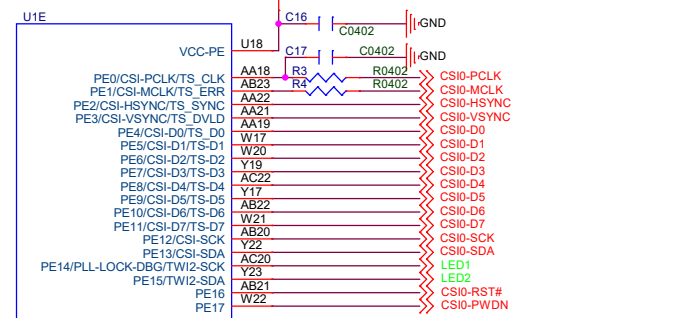 U1E
C16
C0402
GND
VCC-PE U18
C17 C0402 GND
PE0/CSI-PCLK/TS_CLK AA18 R3 R0402 CSI0-PCLK
PE1/CSI-MCLK/TS_ERR AB23 R4 R0402 CSI0-MCLK
PE2/CSI-HSYNC/TS_SYNC AA22 CSI0-HSYNC
PE3/CSI-VSYNC/TS_DVLD AA21 CSI0-VSYNC
PE4/CSI-D0/TS_D0 AA19 CSI0-D0
PE5/CSI-D1/TS-D1 W17 CSI0-D1
PE6/CSI-D2/TS-D2 W20 CSI0-D2
PE7/CSI-D3/TS-D3 Y19 CSI0-D3
PE8/CSI-D4/TS-D4 AC22 CSI0-D4
PE9/CSI-D5/TS-D5 Y17 CSI0-D5
PE10/CSI-D6/TS-D6 AB22 CSI0-D6
PE11/CSI-D7/TS-D7 W21 CSI0-D7
PE12/CSI-SCK AB20 CSI0-SCK
PE13/CSI-SDA Y22 CSI0-SDA
PE14/PLL-LOCK-DBG/TWI2-SCK AC20 LED1
PE15/TWI2-SDA Y23 LED2
PE16 AB21 CSI0-RST#
PE17 W22 CSI0-PWDN